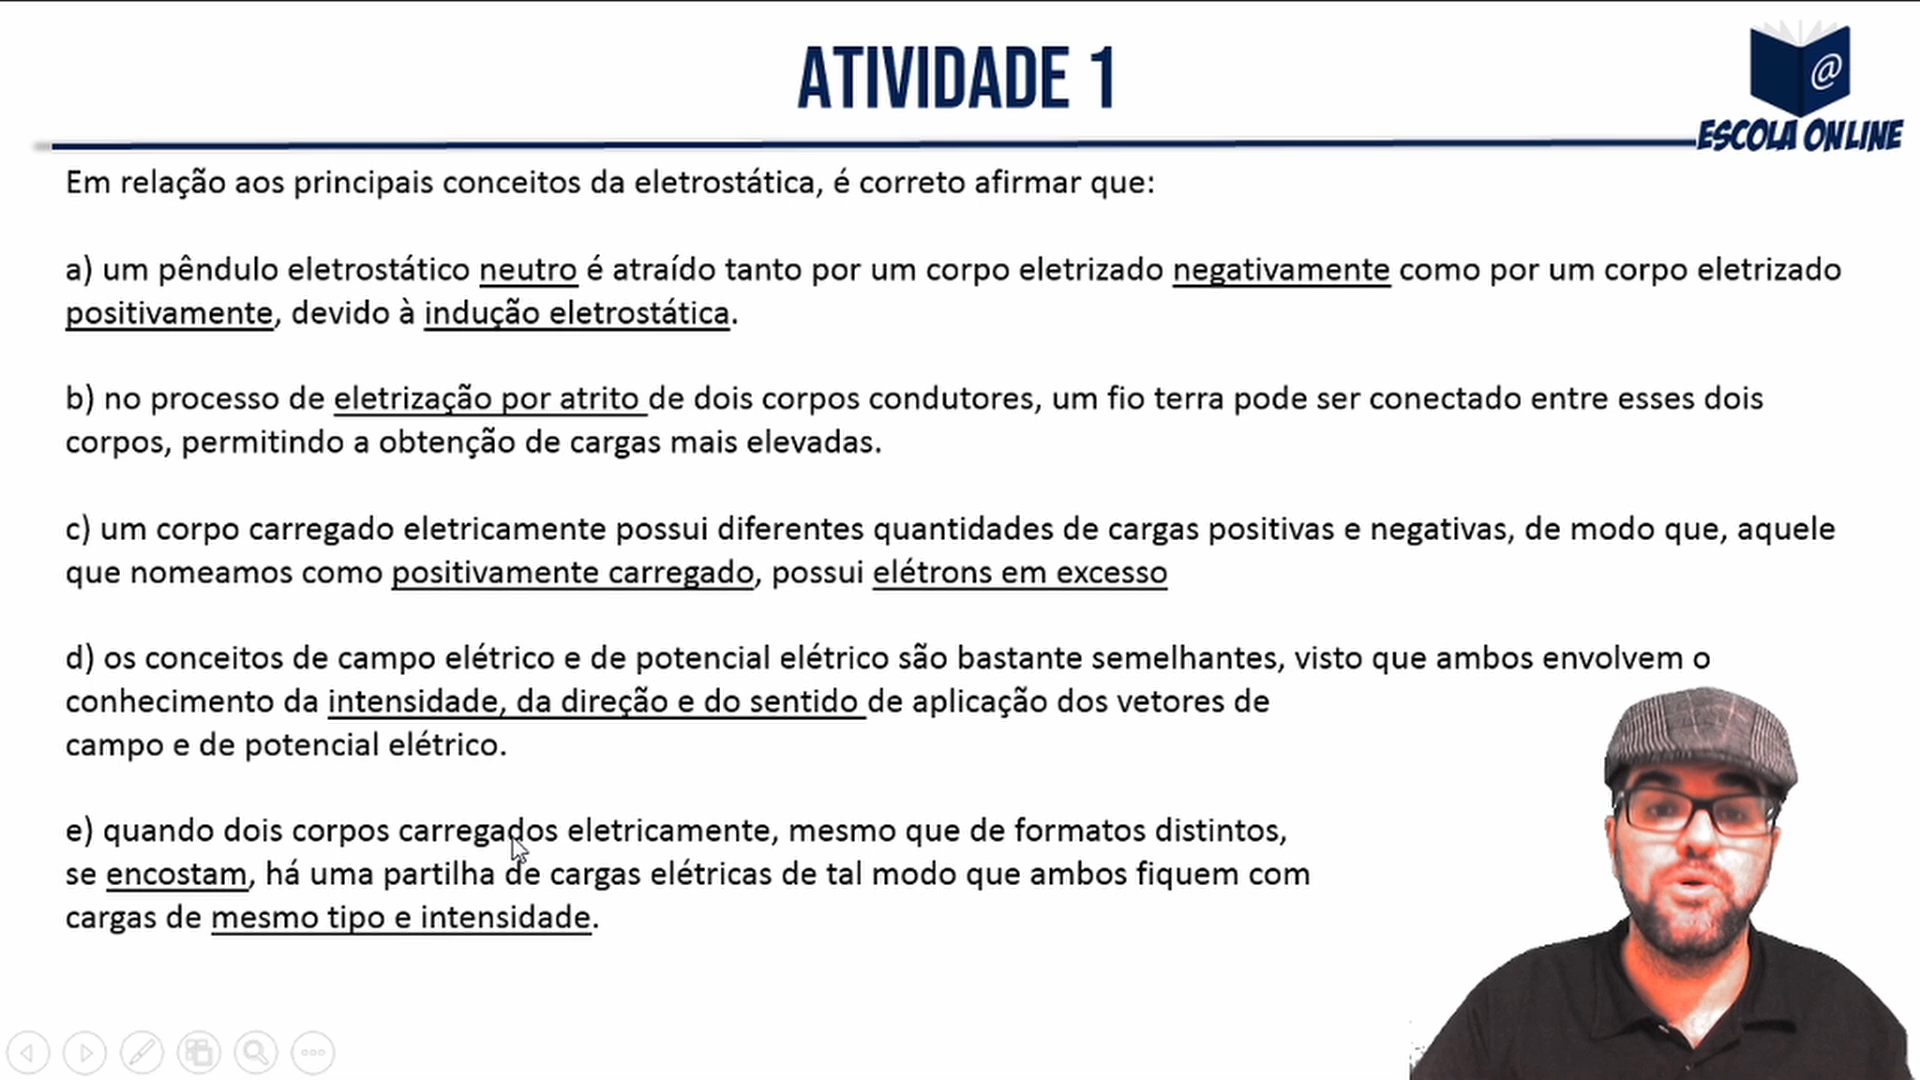 ATIVIDADE 1
@
ESCOLA ONLINE
Em relação aos principais conceitos da eletrostática, é correto afirmar que:
a) um pêndulo eletrostático neutro é atraído tanto por um corpo eletrizado negativamente como por um corpo eletrizado
positivamente, devido à indução eletrostática.
b) no processo de eletrização por atrito de dois corpos condutores, um fio terra pode ser conectado entre esses dois
corpos, permitindo a obtenção de cargas mais elevadas.
c) um corpo carregado eletricamente possui diferentes quantidades de cargas positivas e negativas, de modo que, aquele
que nomeamos como positivamente carregado, possui elétrons em excesso
d) os conceitos de campo elétrico e de potencial elétrico são bastante semelhantes, visto que ambos envolvem o
conhecimento da intensidade, da direção e do sentido de aplicação dos vetores de
campo e de potencial elétrico.
e) quando dois corpos carregados eletricamente, mesmo que de formatos distintos,
se encostam, há uma partilha de cargas elétricas de tal modo que ambos fiquem com
cargas de mesmo tipo e intensidade.